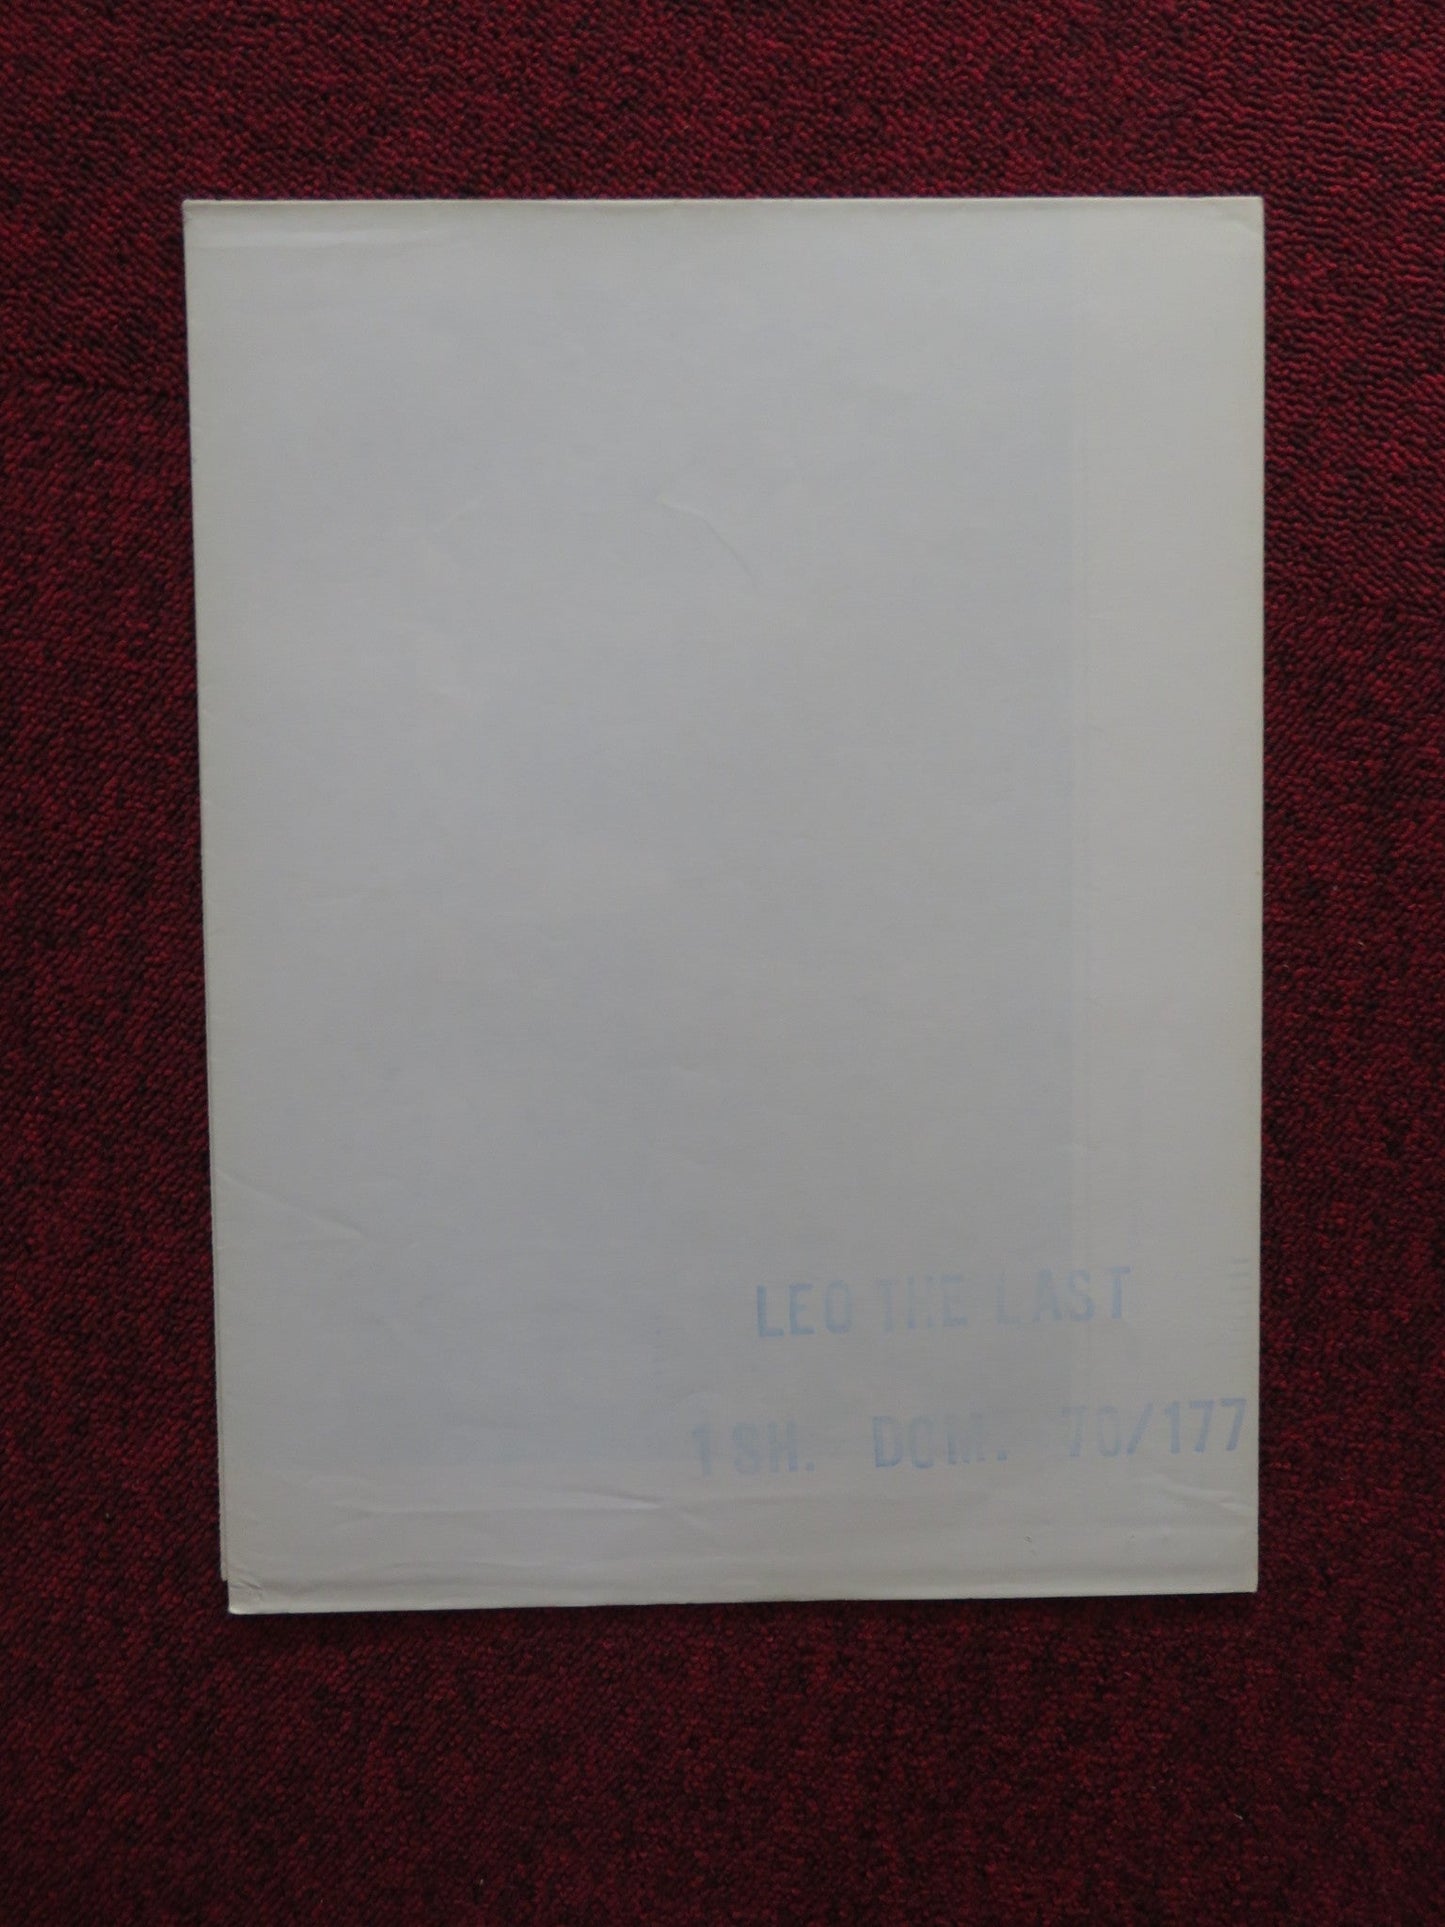 LEO THE LAST
1 SH. DOM. 70/177